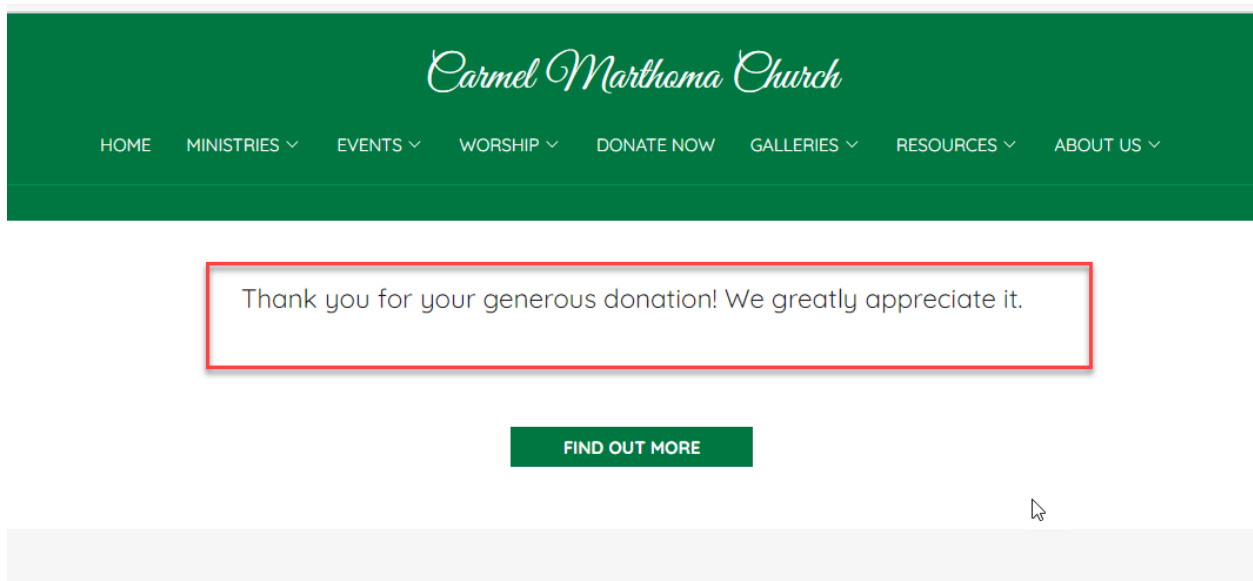 Carmel Marthoma Church
HOME MINISTRIES EVENTS WORSHIP DONATE NOW GALLERIES RESOURCES ABOUT US
Thank you for your generous donation! We greatly appreciate it.
FIND OUT MORE